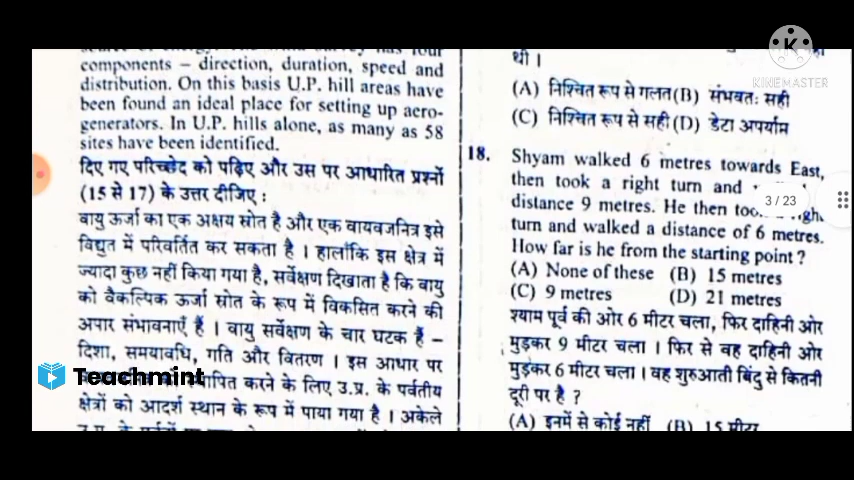 components – direction, duration, speed and
distribution. On this basis U.P. hill areas have
been found an ideal place for setting up aero-
generators. In U.P. hills alone, as many as 58
sites have been identified.
दिए गए परिच्छेद को पढ़िए और उस पर आधारित प्रश्नों
(15 से 17) के उत्तर दीजिए :
वायु ऊर्जा का एक अक्षय स्रोत है और एक वायवजनित्र इसे
विद्युत में परिवर्तित कर सकता है । हालाँकि इस क्षेत्र में
ज्यादा कुछ नहीं किया गया है, सर्वेक्षण दिखाता है कि वायु
को वैकल्पिक ऊर्जा स्रोत के रूप में विकसित करने की
अपार संभावनाएँ हैं । वायु सर्वेक्षण के चार घटक हैं –
दिशा, समयावधि, गति और वितरण । इस आधार पर
स्थापित करने के लिए उ.प्र. के पर्वतीय
क्षेत्रों को आदर्श स्थान के रूप में पाया गया है । अकेले
Teachmint
थी ।
(A) निश्चित रूप से गलत (B) संभवतः सही
(C) निश्चित रूप से सही (D) डेटा अपर्याप्त
18. Shyam walked 6 metres towards East,
then took a right turn and
distance 9 metres. He then
turn and walked a distance of 6 metres.
How far is he from the starting point ?
(A) None of these (B) 15 metres
(C) 9 metres (D) 21 metres
श्याम पूर्व की ओर 6 मीटर चला, फिर दाहिनी ओर
मुड़कर 9 मीटर चला । फिर से वह दाहिनी ओर
मुड़कर 6 मीटर चला । वह शुरुआती बिंदु से कितनी
दूरी पर है ?
(A) इनमें से कोई नहीं (B) 15 मीटर
3 / 23
KINEMASTER